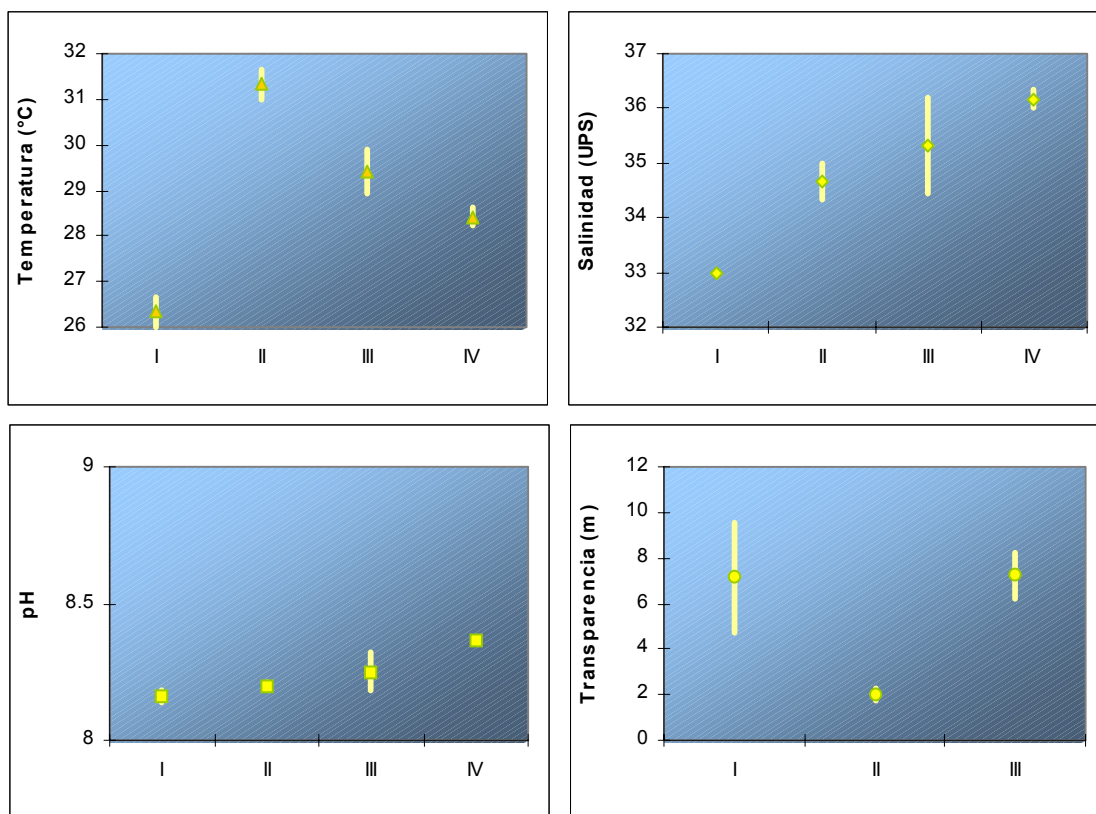 Temperatura (°C)
32
31
30
29
28
27
26
I II III IV
Salinidad (UPS)
37
36
35
34
33
32
I II III IV
pH
9
8.5
8
I II III IV
Transparencia (m)
12
10
8
6
4
2
0
I II III